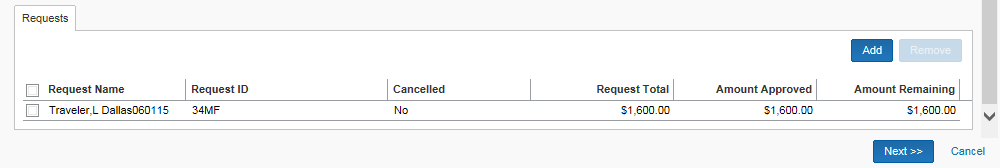 Requests
Add Remove
Request Name Request ID Cancelled Request Total Amount Approved Amount Remaining
Traveler,L Dallas060115 34MF No $1,600.00 $1,600.00 $1,600.00
Next >> Cancel